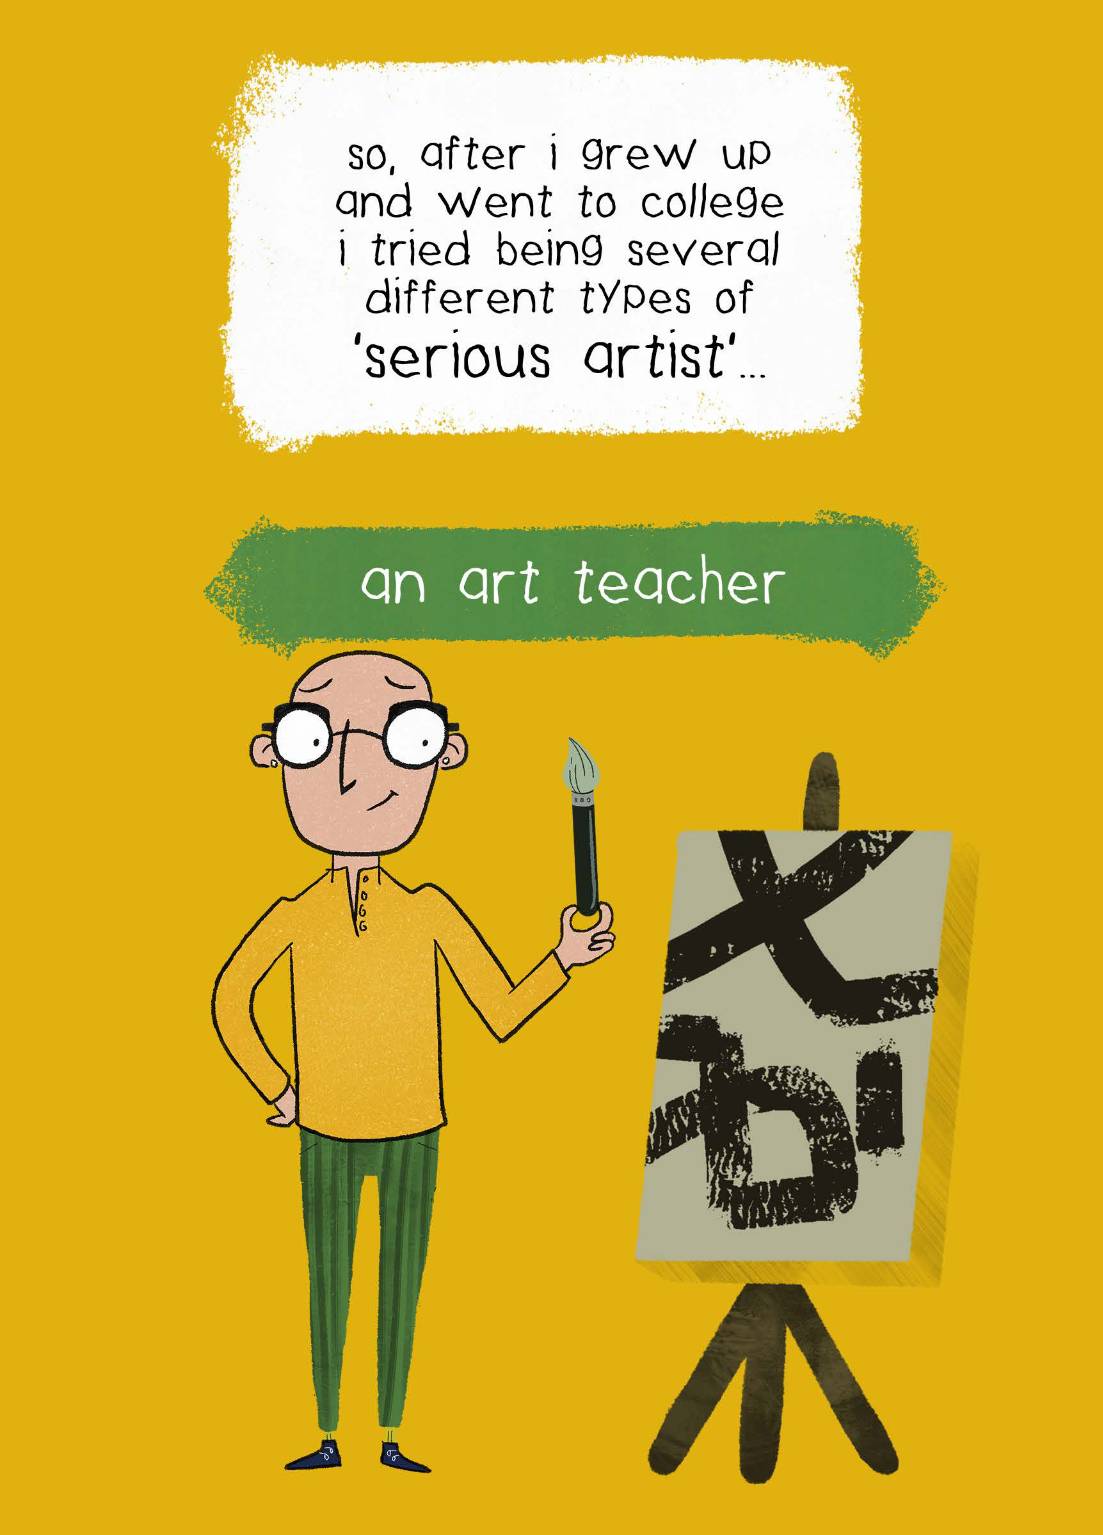 so, after i grew up
and went to college
i tried being several
different types of
'serious artist'...
an art teacher